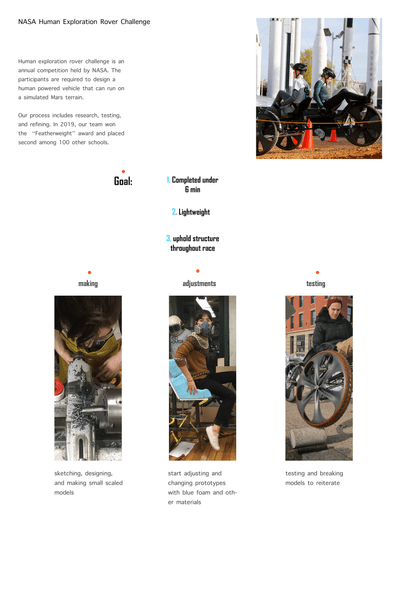 NASA Human Exploration Rover Challenge
Human exploration rover challenge is an
annual competition held by NASA. The
participants are required to design a
human powered vehicle that can run on
a simulated Mars terrain.
Our process includes research, testing,
and refining. In 2019, our team won
the “Featherweight” award and placed
second among 100 other schools.
Goal:
1. Completed under
6 min
2. Lightweight
3. uphold structure
throughout race
making
adjustments
testing
sketching, designing,
and making small scaled
models
start adjusting and
changing prototypes
with blue foam and oth-
er materials
testing and breaking
models to reiterate